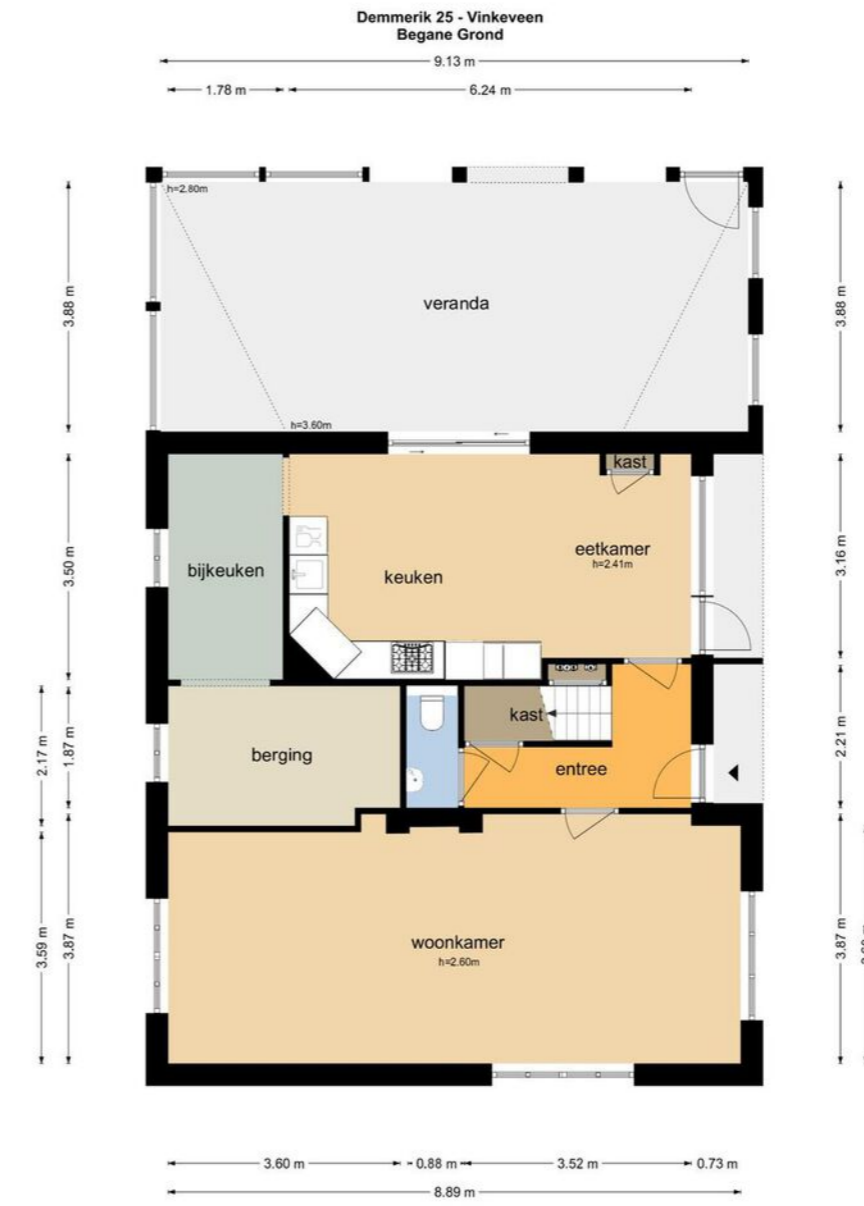 Demmerik 25 - Vinkeveen
Begane Grond
9.13 m
1.78 m
6.24 m
h=2.80m
veranda
3.88 m
3.88 m
h=3.60m
kast
eetkamer
h=2.41m
keuken
bijkeuken
3.50 m
3.16 m
kast
berging
entree
2.17 m
1.87 m
2.21 m
woonkamer
h=2.60m
3.59 m
3.87 m
3.87 m
3.60 m
0.88 m
3.52 m
0.73 m
8.89 m